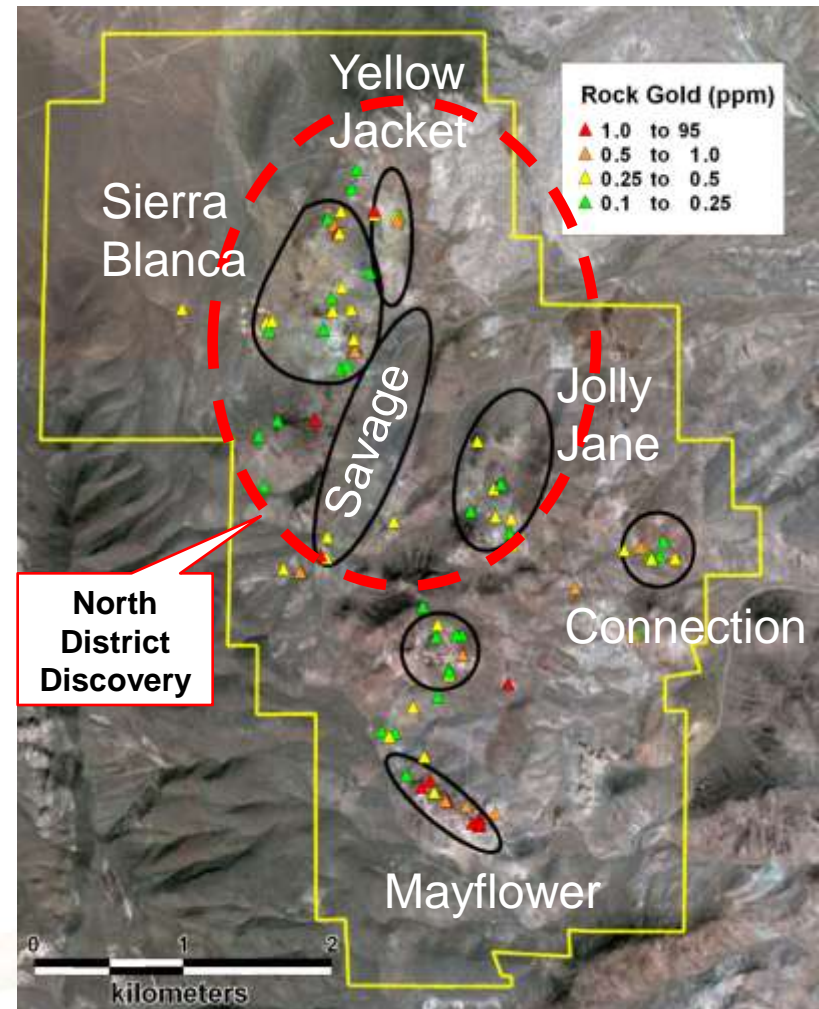 Yellow
Jacket
Rock Gold (ppm)
1.0 to 95
0.5 to 1.0
0.25 to 0.5
0.1 to 0.25
Sierra
Blanca
Savage
Jolly
Jane
North
District
Discovery
Connection
Mayflower
0 1 2
kilometers